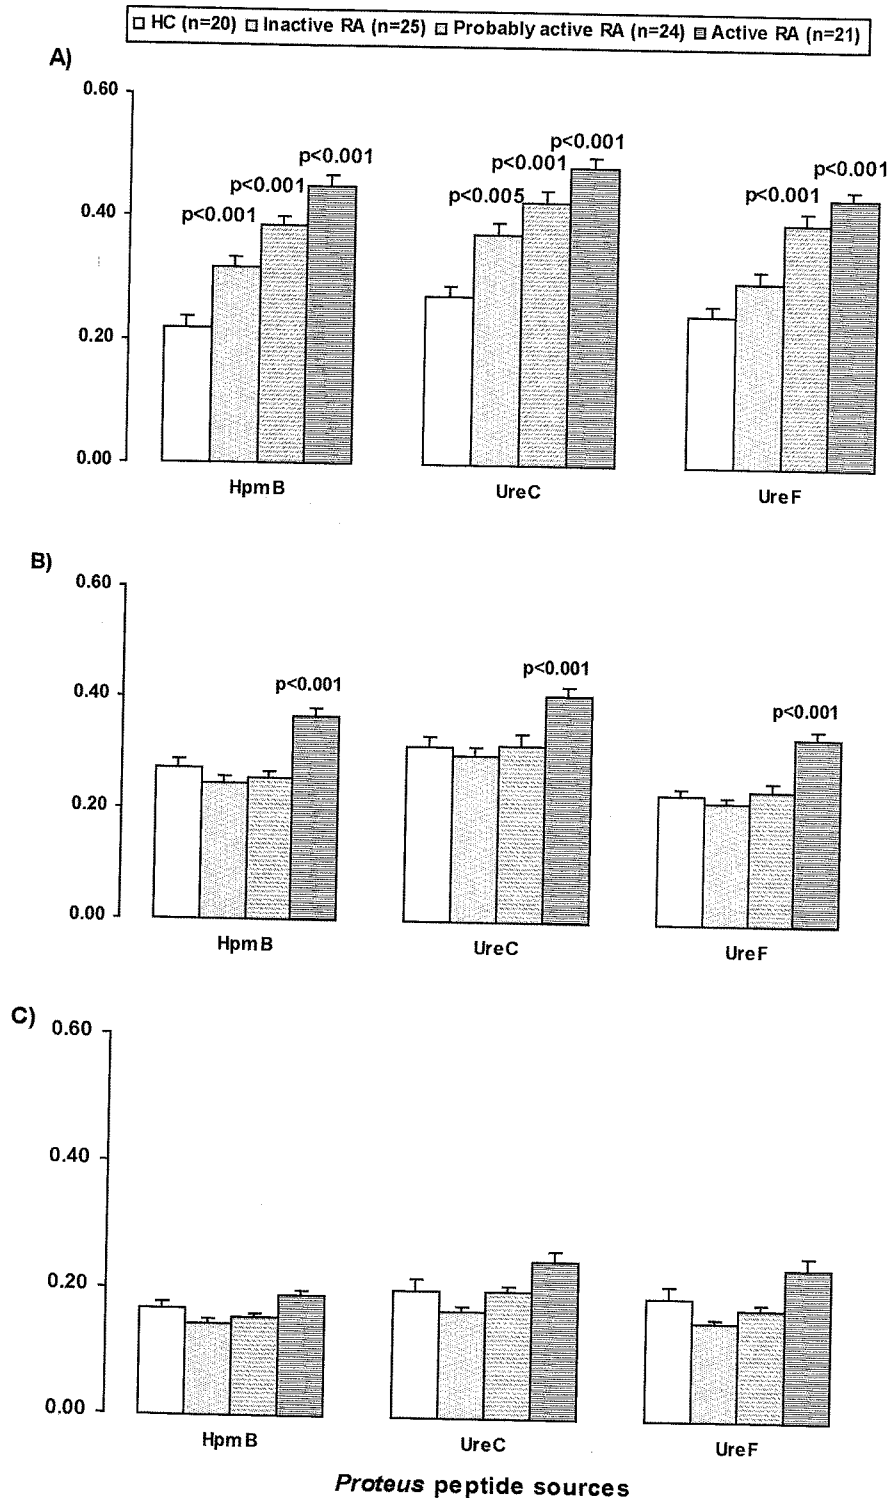 HC (n=20) Inactive RA (n=25) Probably active RA (n=24) Active RA (n=21)
A)
0.60
p<0.001
p<0.001
p<0.001
p<0.001
p<0.001
p<0.001
p<0.005
p<0.001
0.40
0.20
0.00
HpmB
UreC
UreF
B)
0.60
p<0.001
p<0.001
0.40
p<0.001
0.20
0.00
HpmB
UreC
UreF
C)
0.60
0.40
0.20
0.00
HpmB
UreC
UreF
Proteus peptide sources